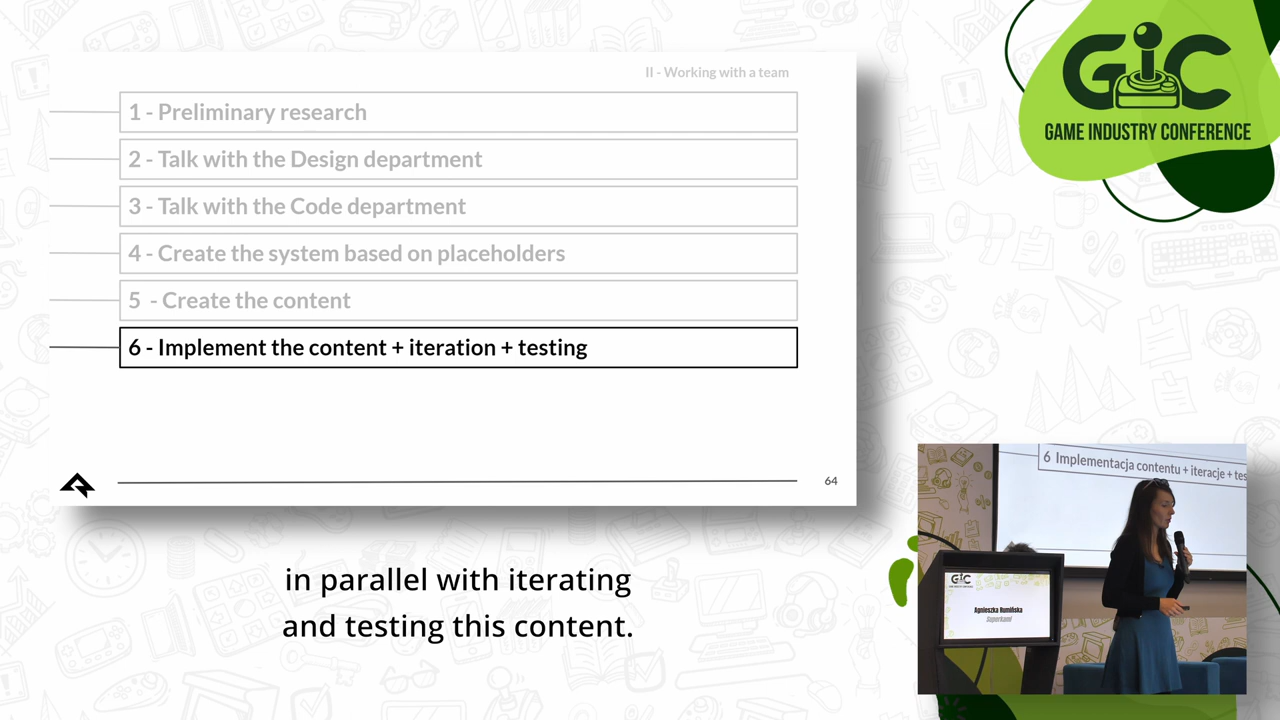 II - Working with a team
1 - Preliminary research
2 - Talk with the Design department
3 - Talk with the Code department
4 - Create the system based on placeholders
5 - Create the content
6 - Implement the content + iteration + testing
64
in parallel with iterating
and testing this content.
GIC
GAME INDUSTRY CONFERENCE
6 Implementacja contentu + iteracje + tes
GIC
Agnieszka Rumińska